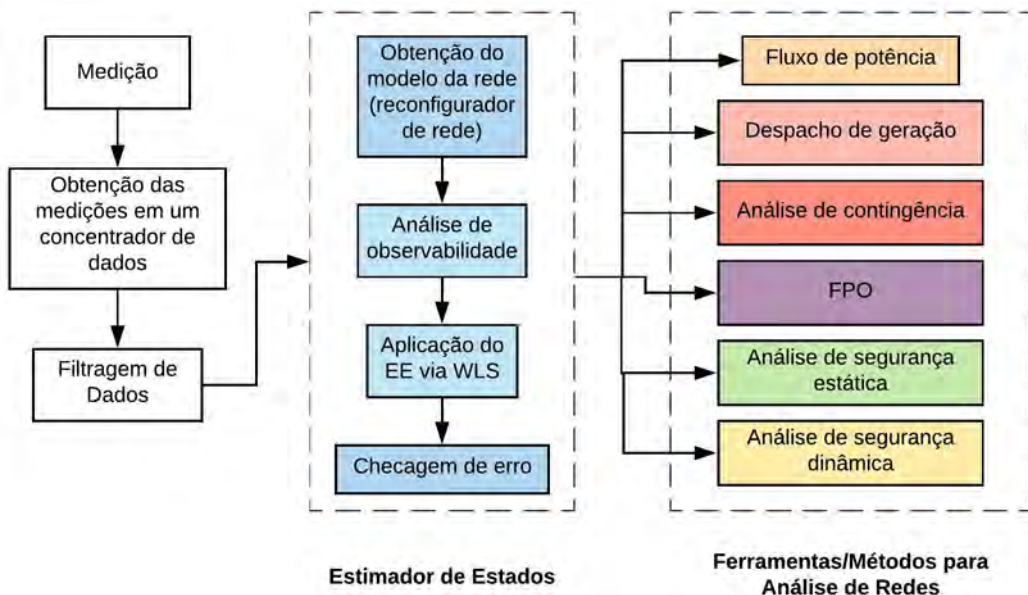 Medição
Obtenção das
medições em um
concentrador de
dados
Filtragem de
Dados
Obtenção do
modelo da rede
(reconfigurador
de rede)
Análise de
observabilidade
Aplicação do
EE via WLS
Checagem de erro
Estimador de Estados
Fluxo de potência
Despacho de geração
Análise de contingência
FPO
Análise de segurança
estática
Análise de segurança
dinâmica
Ferramentas/Métodos para
Análise de Redes